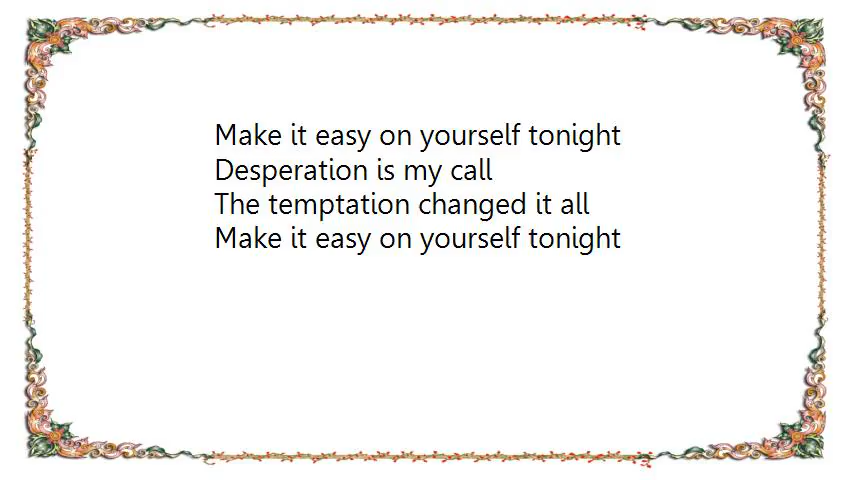 Make it easy on yourself tonight
Desperation is my call
The temptation changed it all
Make it easy on yourself tonight